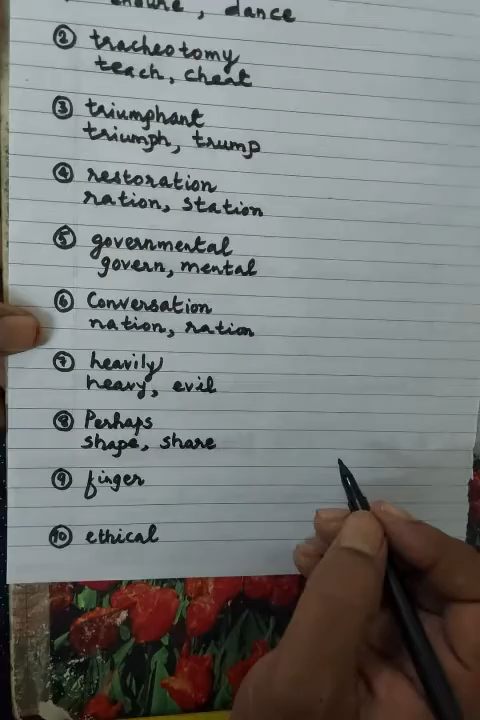 endure, dance
② tracheotomy
teach, cheat
③ triumphant
triumph, trump
④ restoration
ration, station
⑤ governmental
govern, mental
⑥ Conversation
nation, ration
⑦ heavily
heavy, evil
⑧ Perhaps
shape, share
⑨ finger
⑩ ethical